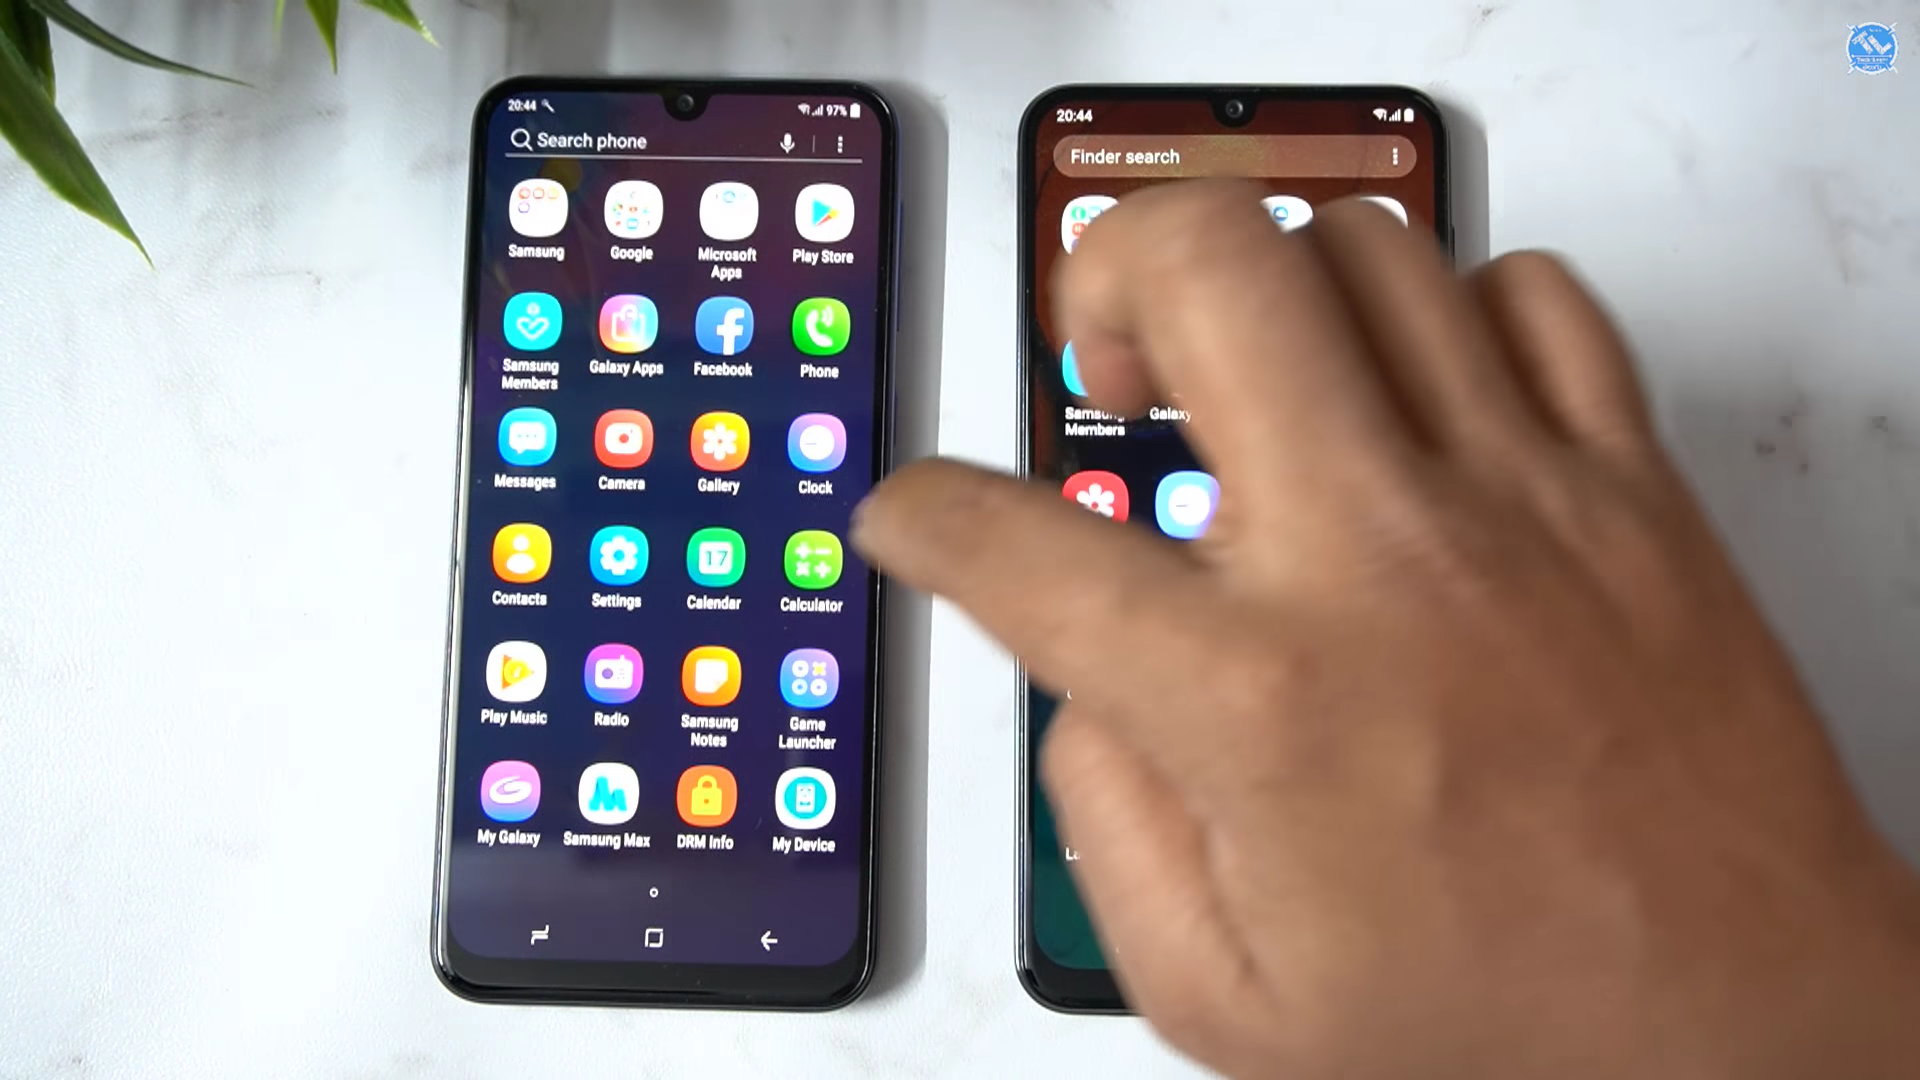 20:44
97%
Search phone
Samsung
Google
Microsoft
Apps
Play Store
Samsung
Members
Galaxy Apps
Facebook
Phone
Messages
Camera
Gallery
Clock
Contacts
Settings
17
Calendar
Calculator
Play Music
Radio
Samsung
Notes
Game
Launcher
My Galaxy
Samsung Max
DRM Info
My Device
20:44
Finder search
Samsung
Members
Galaxy